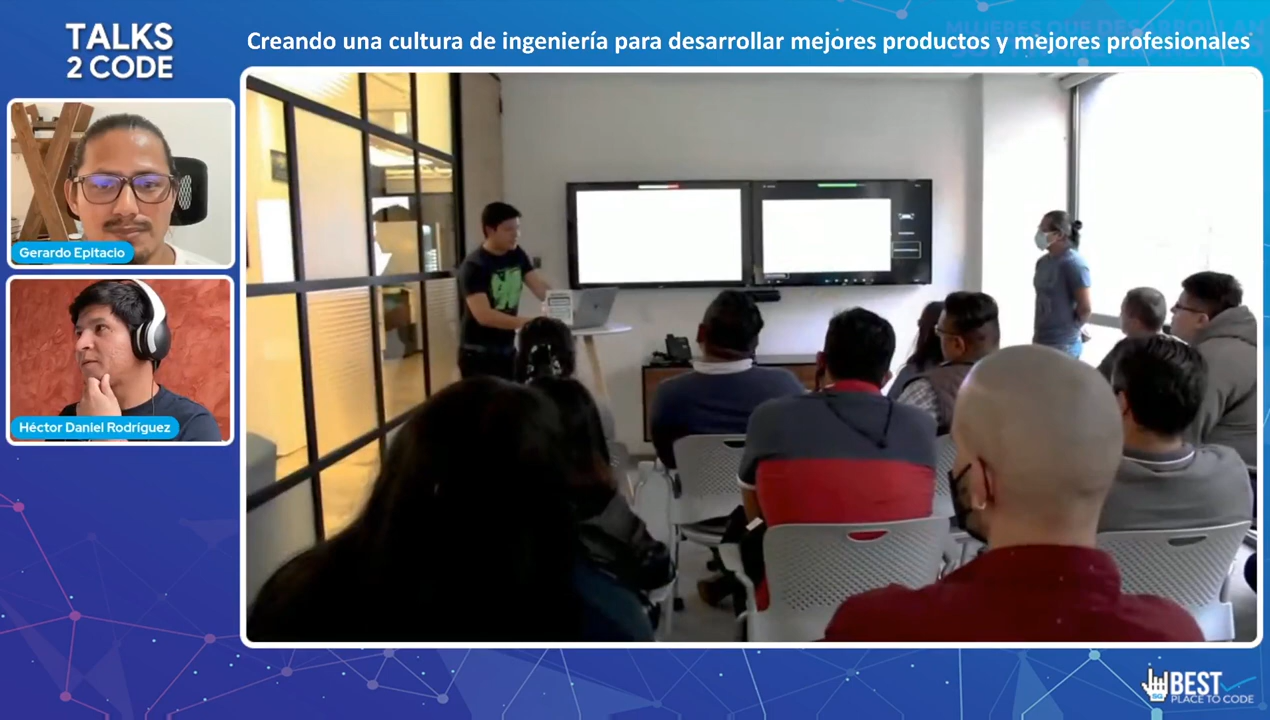 TALKS
2 CODE
Creando una cultura de ingeniería para desarrollar mejores productos y mejores profesionales
Gerardo Epitacio
Héctor Daniel Rodríguez
SG
BEST
PLACE TO CODE